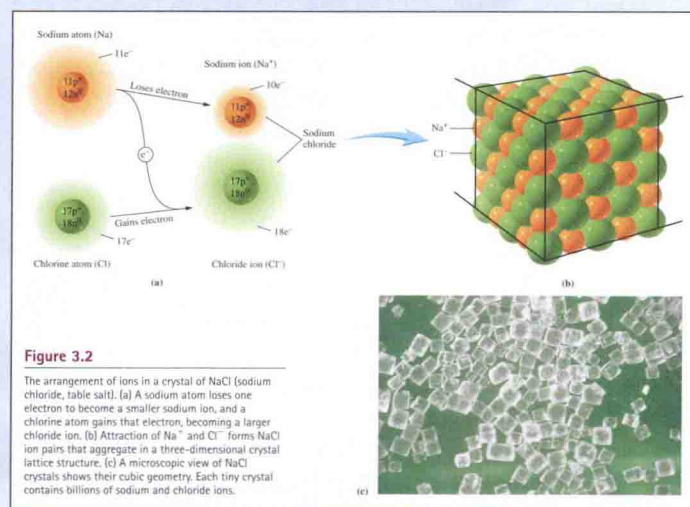 Sodium atom (Na)
11e⁻
11p⁺
12n⁰
Loses electron
Sodium ion (Na⁺)
10e⁻
11p⁺
12n⁰
e⁻
Sodium
chloride
17p⁺
18n⁰
17e⁻
Gains electron
17p⁺
18n⁰
18e⁻
Chlorine atom (Cl)
Chloride ion (Cl⁻)
(a)
Na⁺
Cl⁻
(b)
Figure 3.2
The arrangement of ions in a crystal of NaCl (sodium
chloride, table salt). (a) A sodium atom loses one
electron to become a smaller sodium ion, and a
chlorine atom gains that electron, becoming a larger
chloride ion. (b) Attraction of Na⁺ and Cl⁻ forms NaCl
ion pairs that aggregate in a three-dimensional crystal
lattice structure. (c) A microscopic view of NaCl
crystals shows their cubic geometry. Each tiny crystal
contains billions of sodium and chloride ions.
(c)